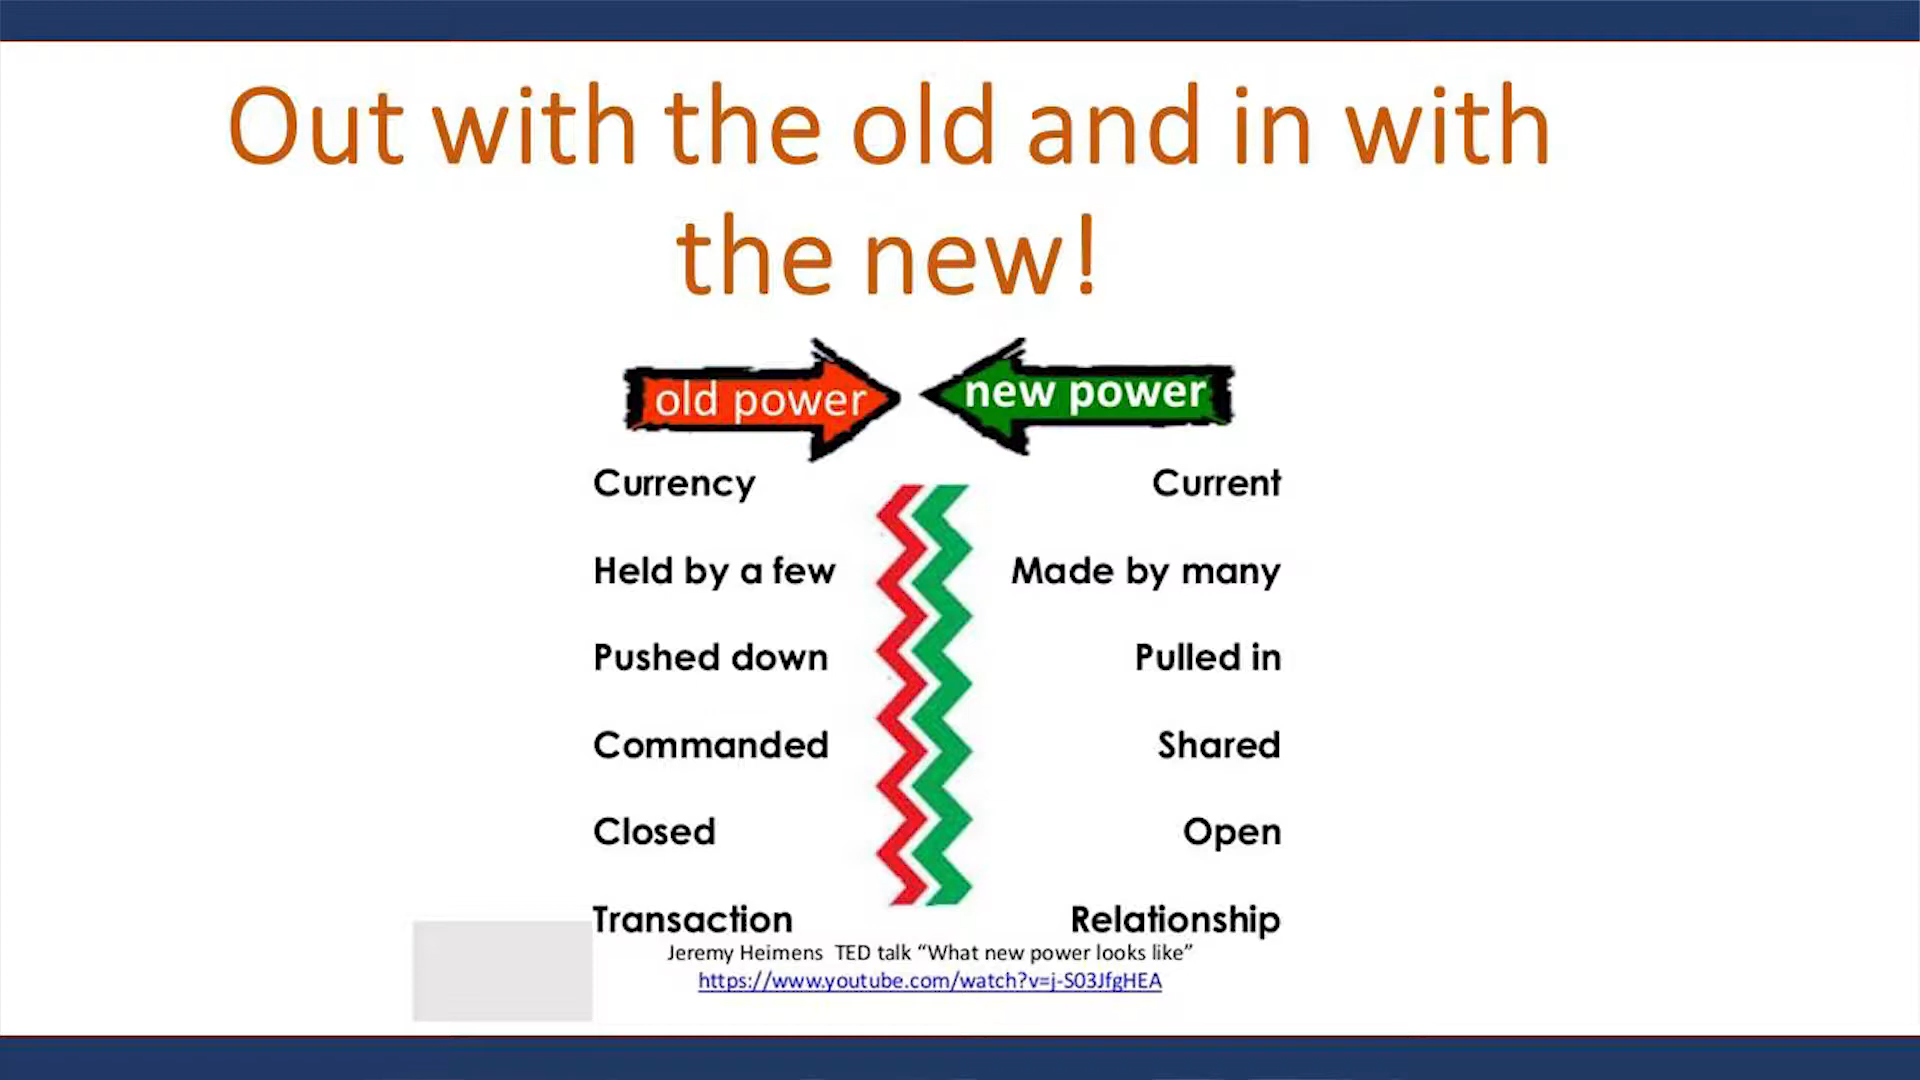 Out with the old and in with
the new!
old power new power
Currency Current
Held by a few Made by many
Pushed down Pulled in
Commanded Shared
Closed Open
Transaction Relationship
Jeremy Heimens TED talk “What new power looks like”
https://www.youtube.com/watch?v=j-S03JfgHEA